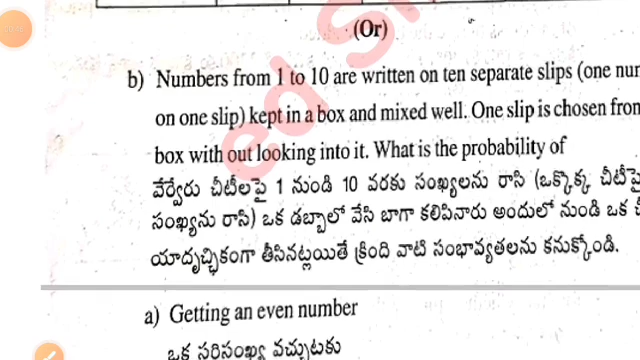 (Or)
b) Numbers from 1 to 10 are written on ten separate slips (one
on one slip) kept in a box and mixed well. One slip is chosen from
box with out looking into it. What is the probability of
వేర్వేరు చీటీలపై 1 నుండి 10 వరకు సంఖ్యలను రాసి (ఒక్కొక్క చీటీపై
సంఖ్యను రాసి) ఒక డబ్బాలో వేసి బాగా కలిపినారు అందులో నుండి ఒక
యాదృచ్ఛికంగా తీసినట్లయితే క్రింది వాటి సంభావ్యతలను కనుక్కోండి.
a) Getting an even number
ఒక సరిసంఖ్య వచ్చుటకు